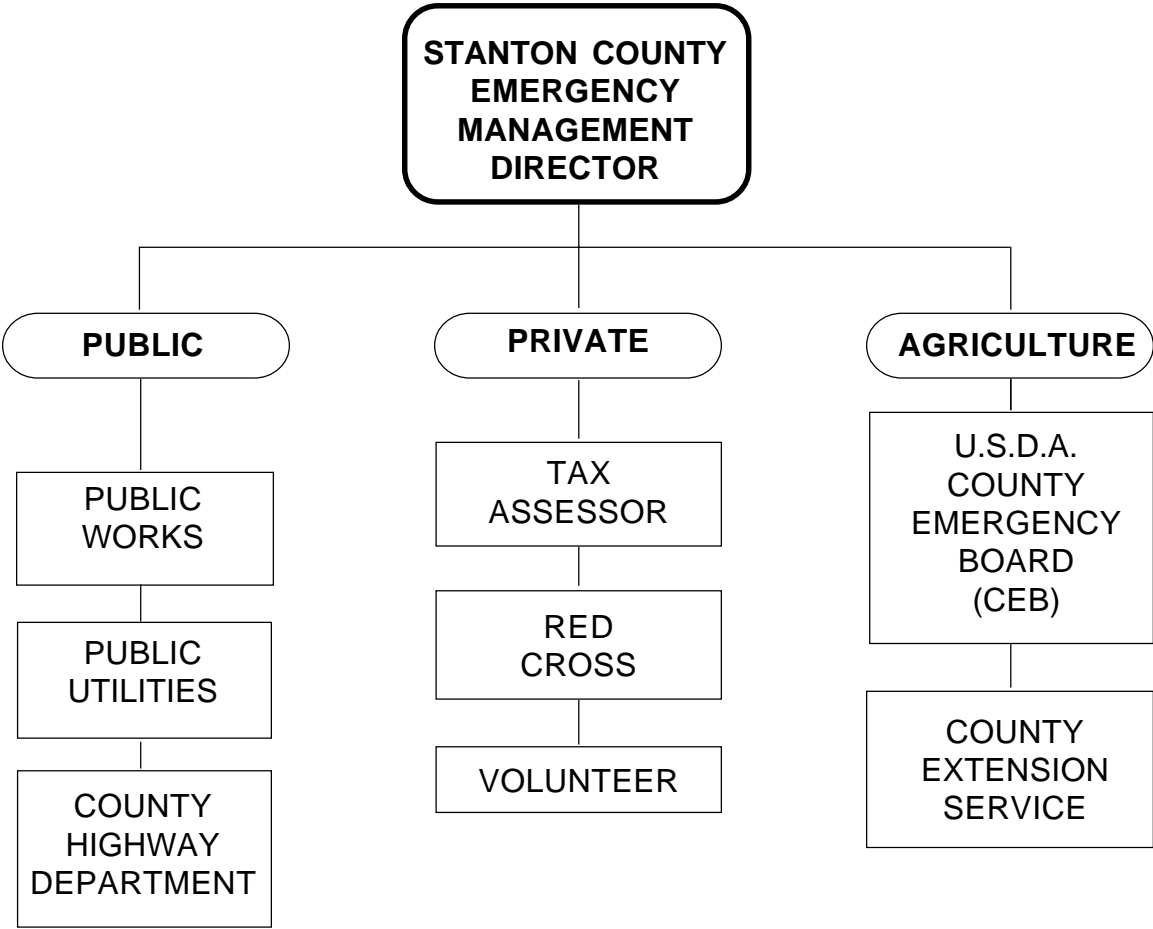 STANTON COUNTY
EMERGENCY
MANAGEMENT
DIRECTOR
PUBLIC
PRIVATE
AGRICULTURE
PUBLIC
WORKS
PUBLIC
UTILITIES
COUNTY
HIGHWAY
DEPARTMENT
TAX
ASSESSOR
RED
CROSS
VOLUNTEER
U.S.D.A.
COUNTY
EMERGENCY
BOARD
(CEB)
COUNTY
EXTENSION
SERVICE